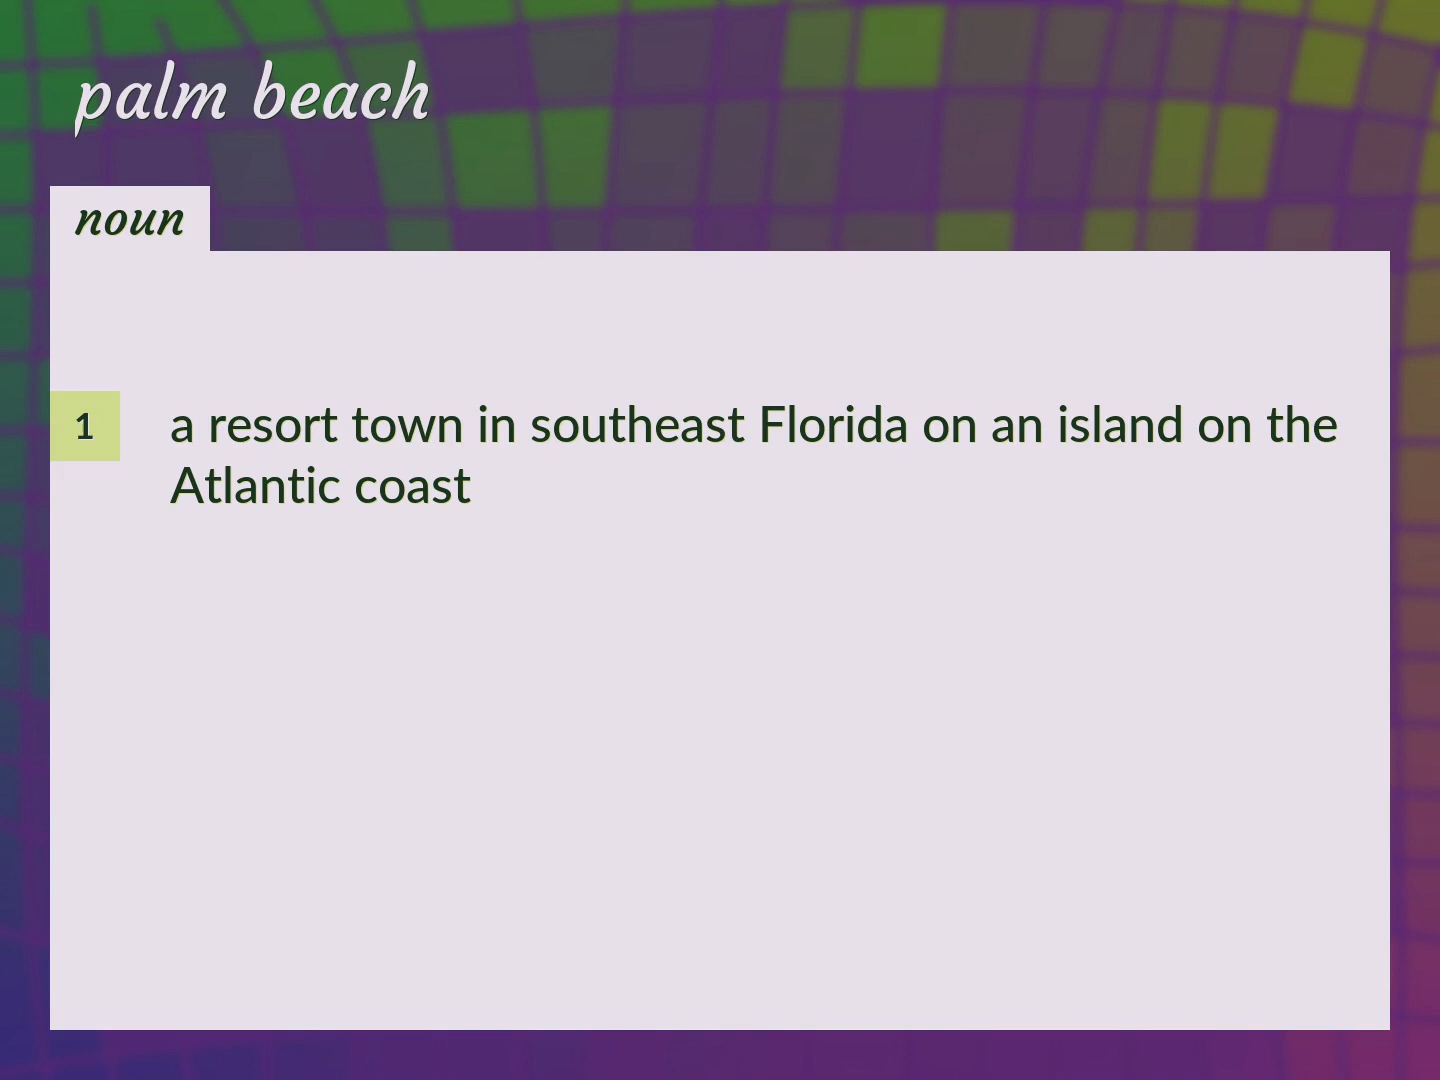 palm beach
noun
1
a resort town in southeast Florida on an island on the
Atlantic coast